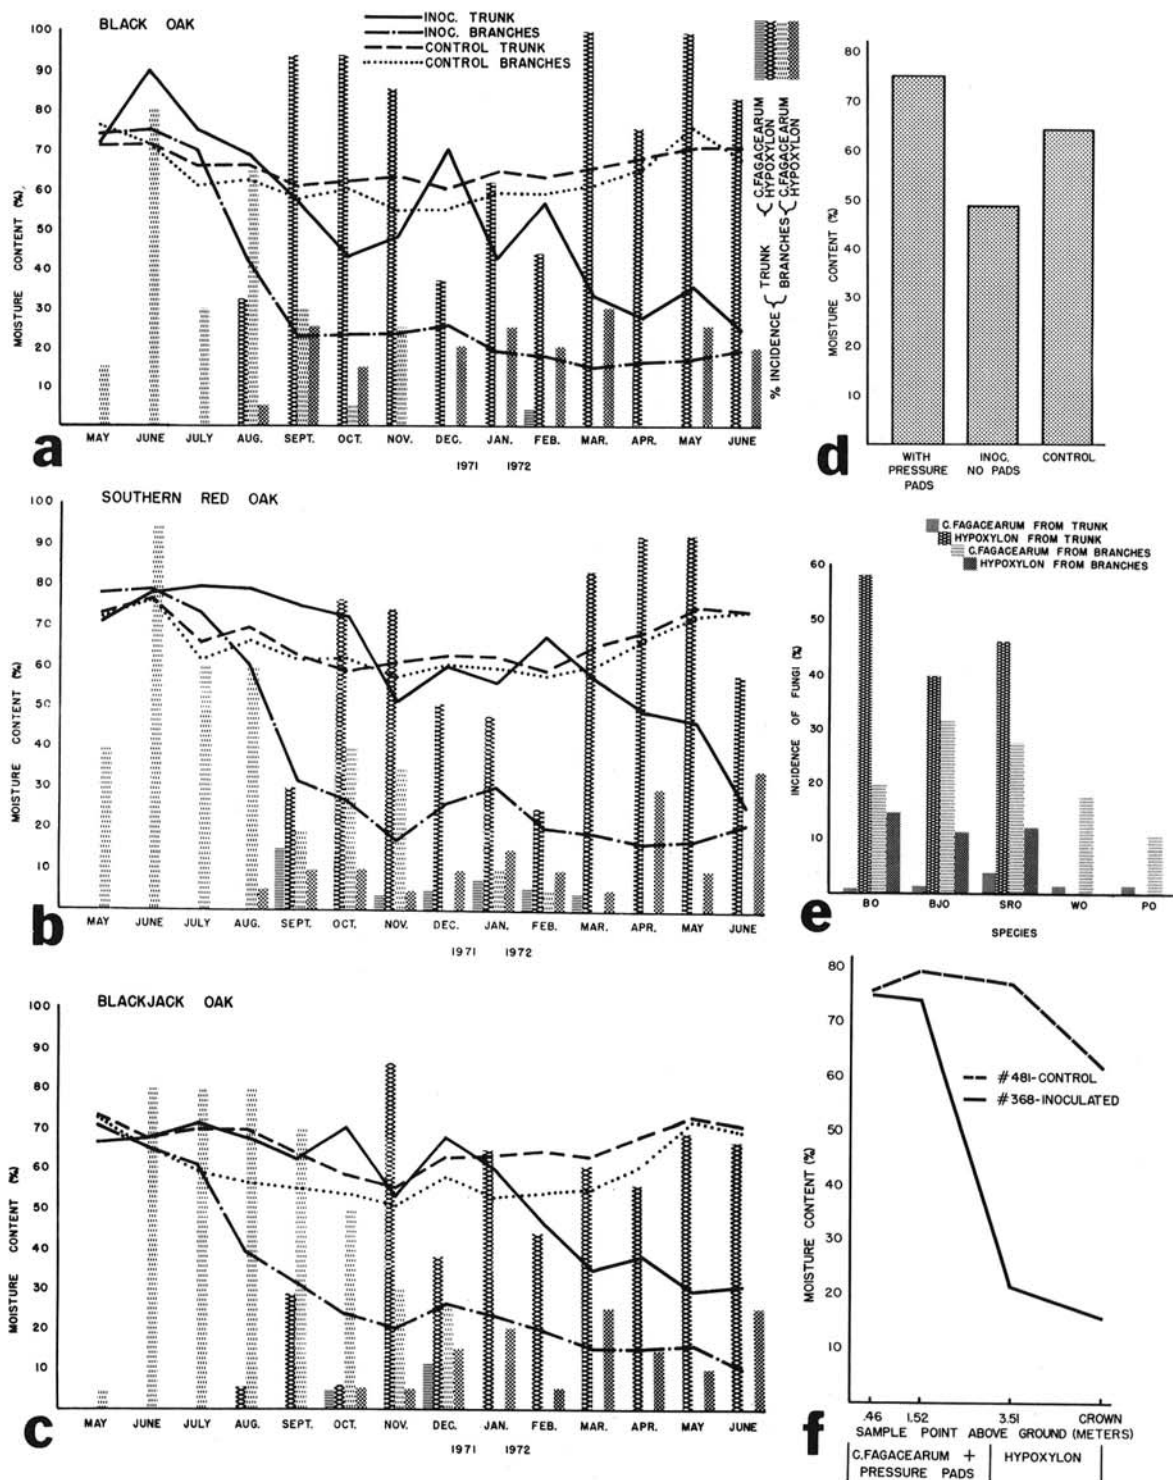 BLACK OAK
INOC. TRUNK
INOC. BRANCHES
CONTROL TRUNK
CONTROL BRANCHES
100
90
80
70
60
50
40
30
20
10
MOISTURE CONTENT (%)
MAY JUNE JULY AUG. SEPT. OCT. NOV. DEC. JAN. FEB. MAR. APR. MAY JUNE
1971 1972
a
% INCIDENCE { TRUNK { C.FAGACEARUM HYPOXYLON
BRANCHES { C.FAGACEARUM HYPOXYLON
SOUTHERN RED OAK
100
90
80
70
60
50
40
30
20
10
MOISTURE CONTENT (%)
MAY JUNE JULY AUG. SEPT. OCT. NOV. DEC. JAN. FEB. MAR. APR. MAY JUNE
1971 1972
b
BLACKJACK OAK
100
90
80
70
60
50
40
30
20
10
MOISTURE CONTENT (%)
MAY JUNE JULY AUG. SEPT. OCT. NOV. DEC. JAN. FEB. MAR. APR. MAY JUNE
1971 1972
c
80
70
60
50
40
30
20
10
MOISTURE CONTENT (%)
WITH PRESSURE PADS
INOC. NO PADS
CONTROL
d
C.FAGACEARUM FROM TRUNK
HYPOXYLON FROM TRUNK
C.FAGACEARUM FROM BRANCHES
HYPOXYLON FROM BRANCHES
60
50
40
30
20
10
INCIDENCE OF FUNGI (%)
BO BJO SRO WO PO
SPECIES
e
80
70
60
50
40
30
20
10
MOISTURE CONTENT (%)
#481-CONTROL
#368-INOCULATED
.46 1.52 3.51 CROWN
SAMPLE POINT ABOVE GROUND (METERS)
C.FAGACEARUM + PRESSURE PADS
HYPOXYLON
f